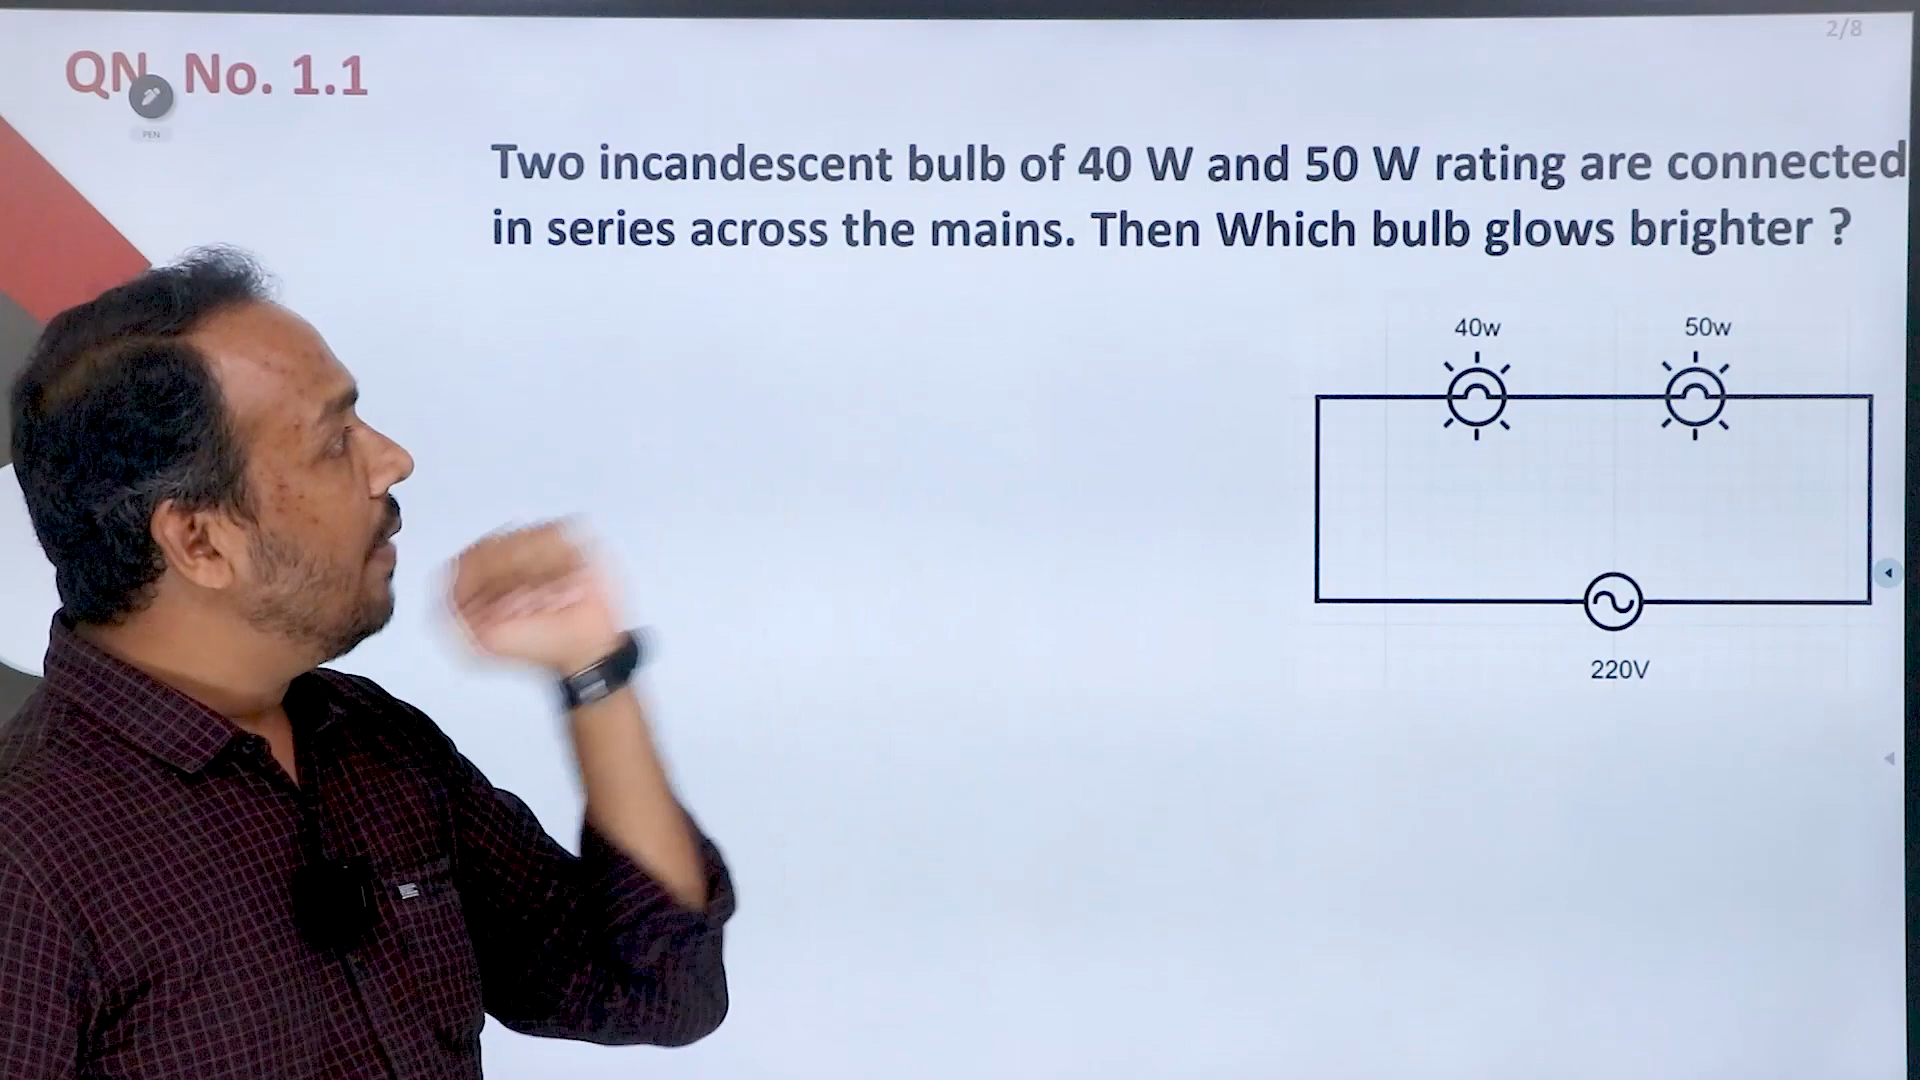 2/8
QN. No. 1.1
PEN
Two incandescent bulb of 40 W and 50 W rating are connected
in series across the mains. Then Which bulb glows brighter ?
40w
50w
220V